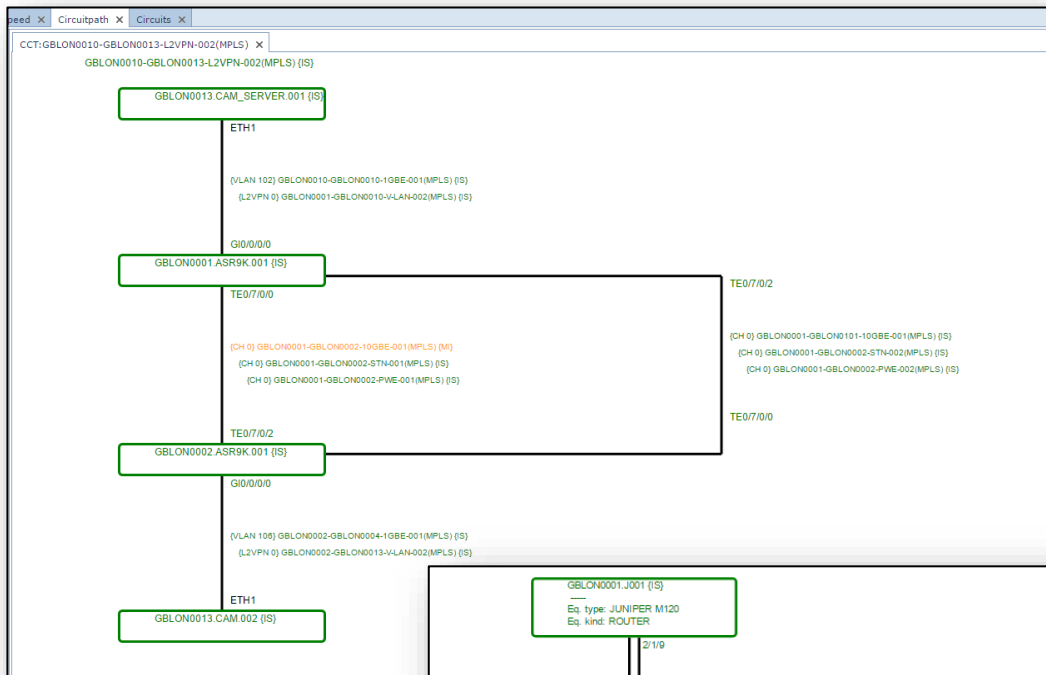 peed X Circuitpath X Circuits X
CCT:GBLON0010-GBLON0013-L2VPN-002(MPLS) X
GBLON0010-GBLON0013-L2VPN-002(MPLS) {IS}
GBLON0013.CAM_SERVER.001 {IS}
ETH1
{VLAN 102} GBLON0010-GBLON0010-1GBE-001(MPLS) {IS}
{L2VPN 0} GBLON0001-GBLON0010-V-LAN-002(MPLS) {IS}
GI0/0/0/0
GBLON0001.ASR9K.001 {IS}
TE0/7/0/0
TE0/7/0/2
{CH 0} GBLON0001-GBLON0002-10GBE-001(MPLS) {MI}
{CH 0} GBLON0001-GBLON0002-STN-001(MPLS) {IS}
{CH 0} GBLON0001-GBLON0002-PWE-001(MPLS) {IS}
{CH 0} GBLON0001-GBLON0101-10GBE-001(MPLS) {IS}
{CH 0} GBLON0001-GBLON0002-STN-002(MPLS) {IS}
{CH 0} GBLON0001-GBLON0002-PWE-002(MPLS) {IS}
TE0/7/0/2
TE0/7/0/0
GBLON0002.ASR9K.001 {IS}
GI0/0/0/0
{VLAN 106} GBLON0002-GBLON0004-1GBE-001(MPLS) {IS}
{L2VPN 0} GBLON0002-GBLON0013-V-LAN-002(MPLS) {IS}
ETH1
GBLON0013.CAM.002 {IS}
GBLON0001.J001 {IS}
-----
Eq. type: JUNIPER M120
Eq. kind: ROUTER
2/1/9